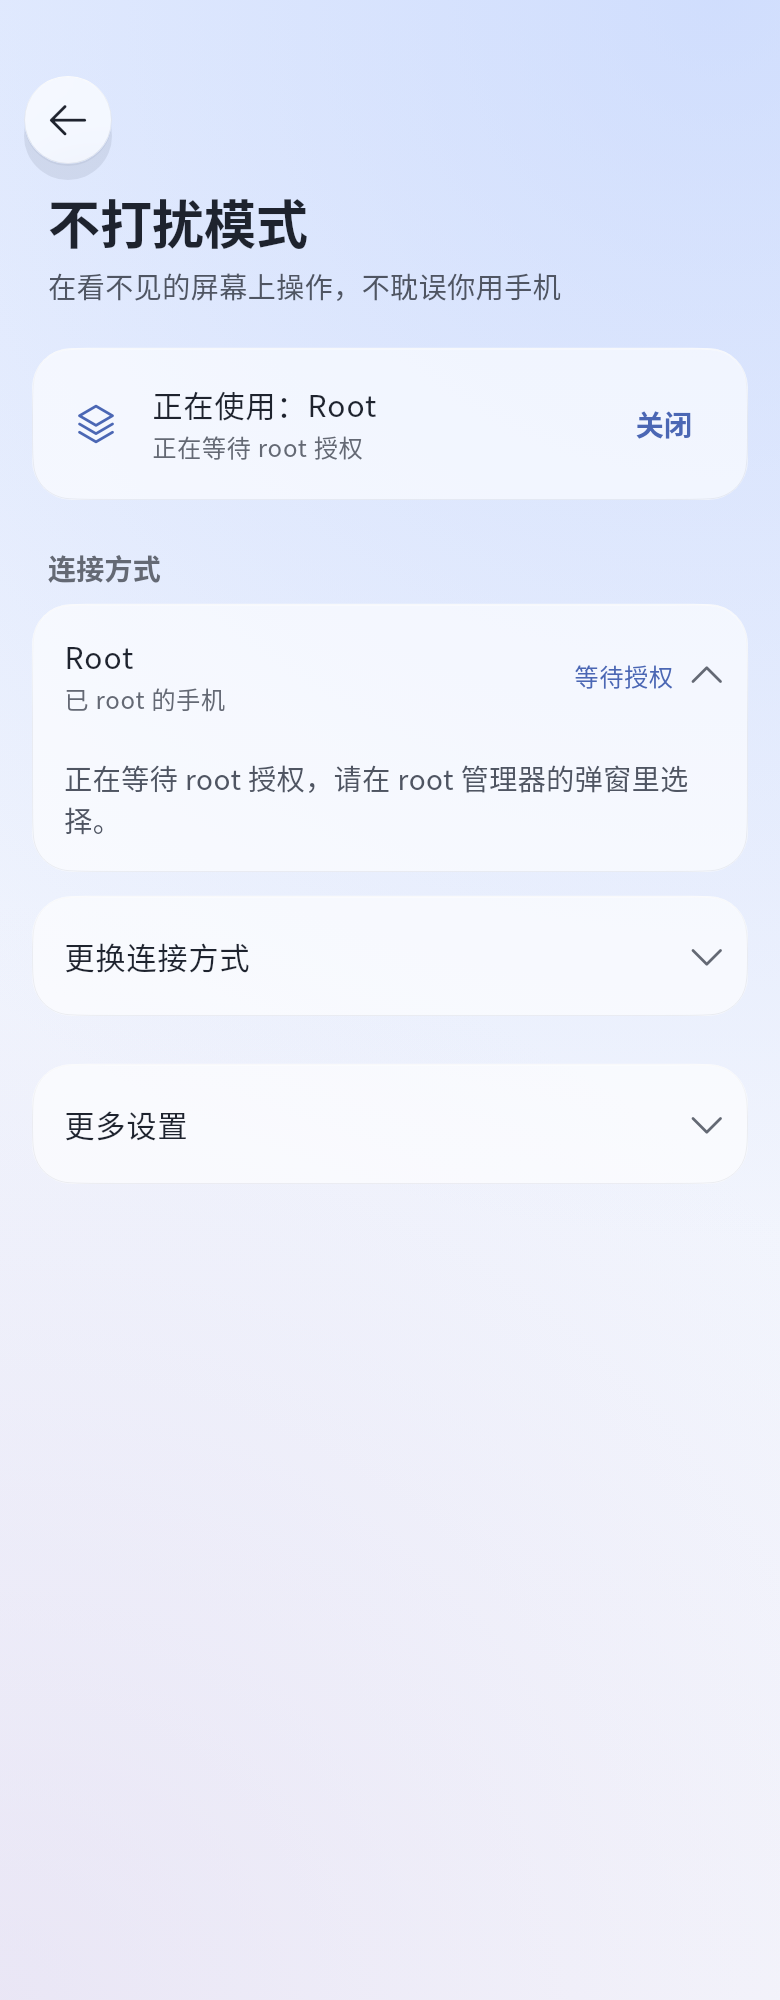 不打扰模式
在看不见的屏幕上操作，不耽误你用手机
正在使用：Root
正在等待 root 授权
关闭
连接方式
Root
已 root 的手机
等待授权
正在等待 root 授权，请在 root 管理器的弹窗里选
择。
更换连接方式
更多设置